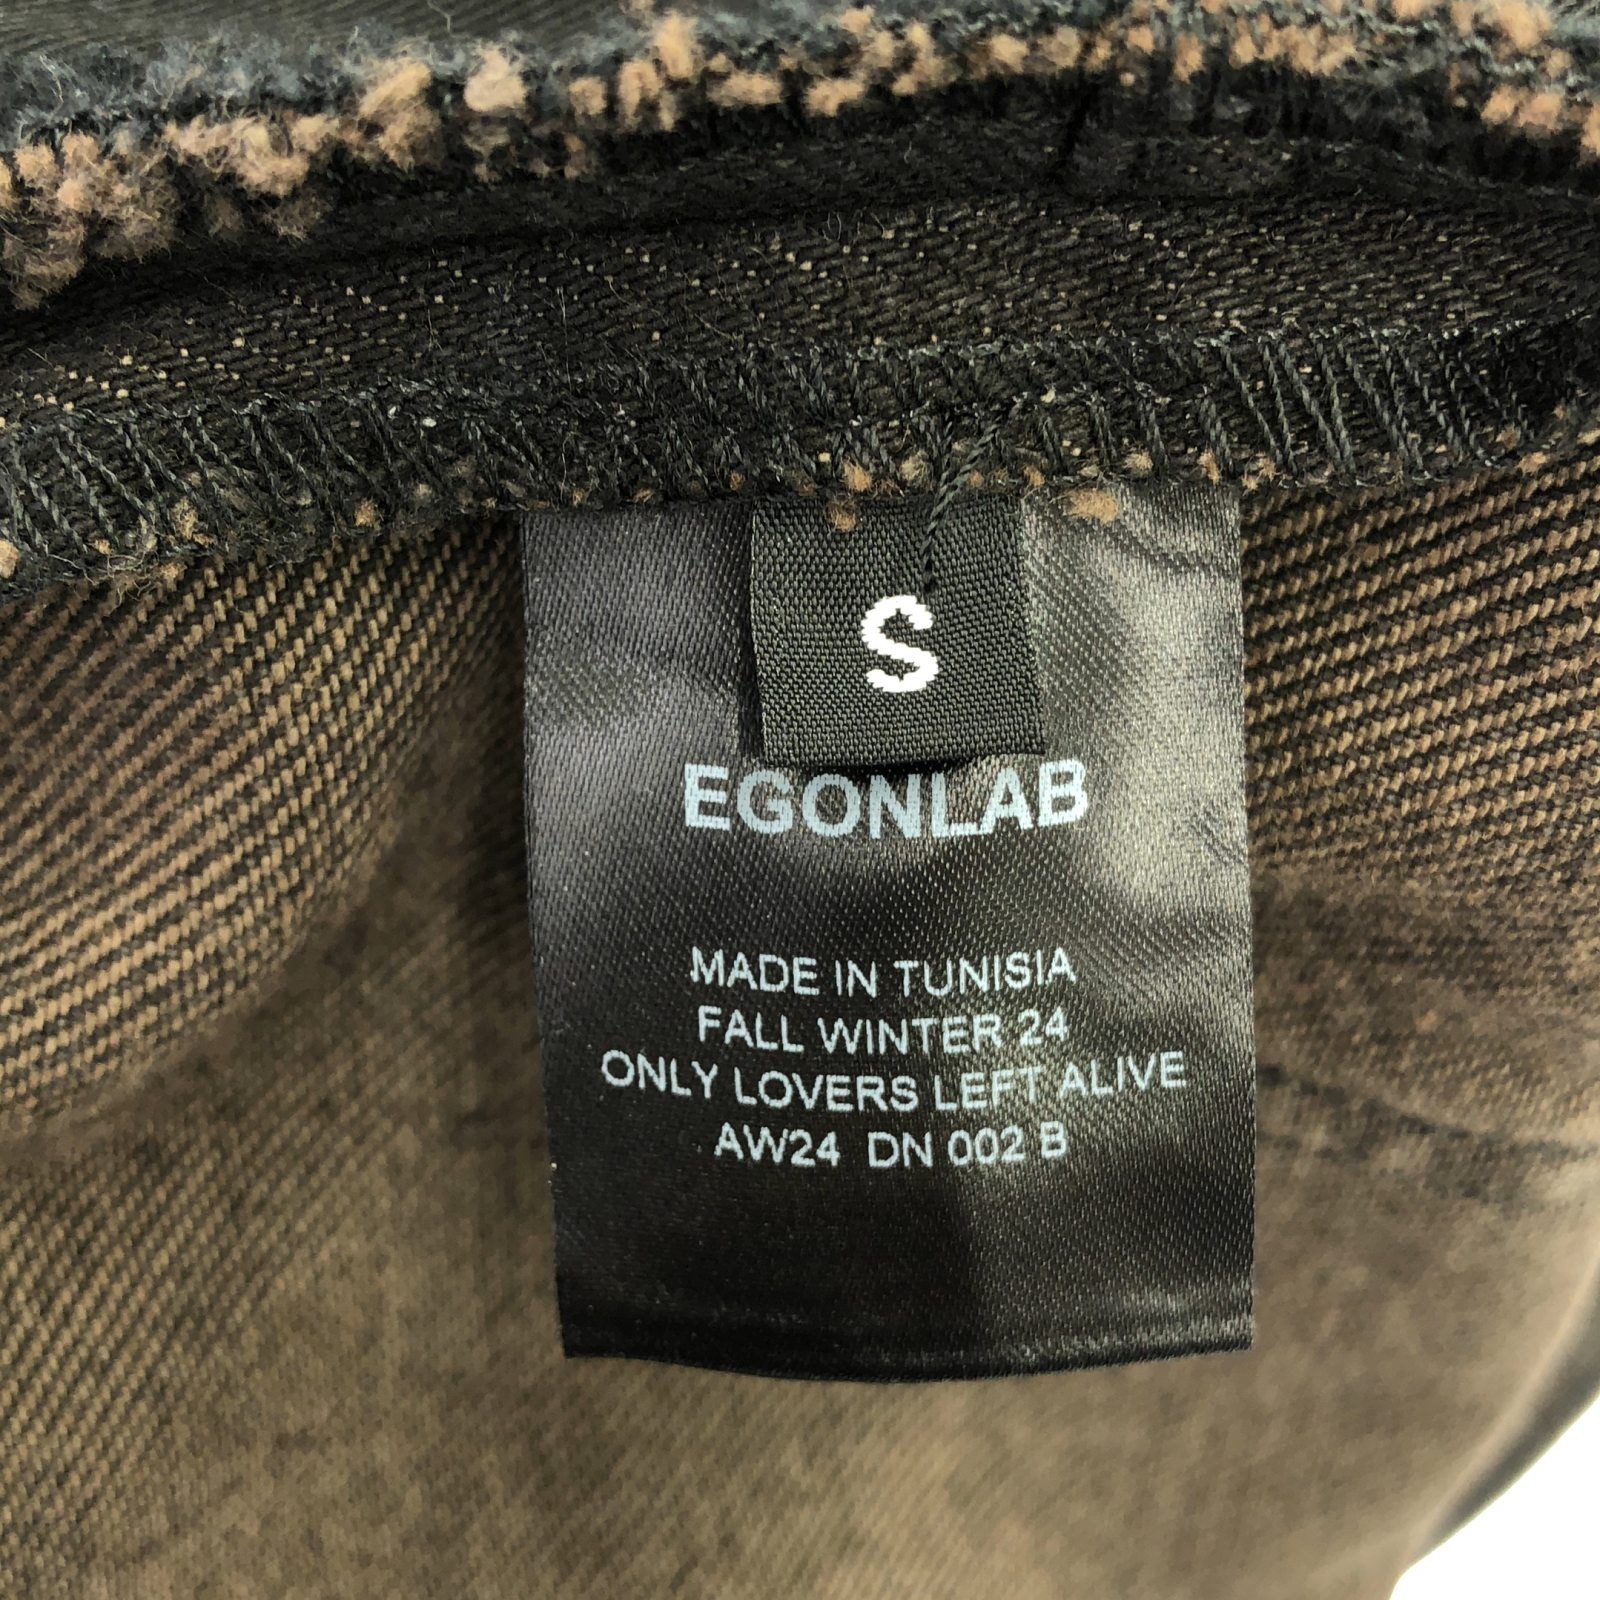 S
EGONLAB
MADE IN TUNISIA
FALL WINTER 24
ONLY LOVERS LEFT ALIVE
AW24 DN 002 B